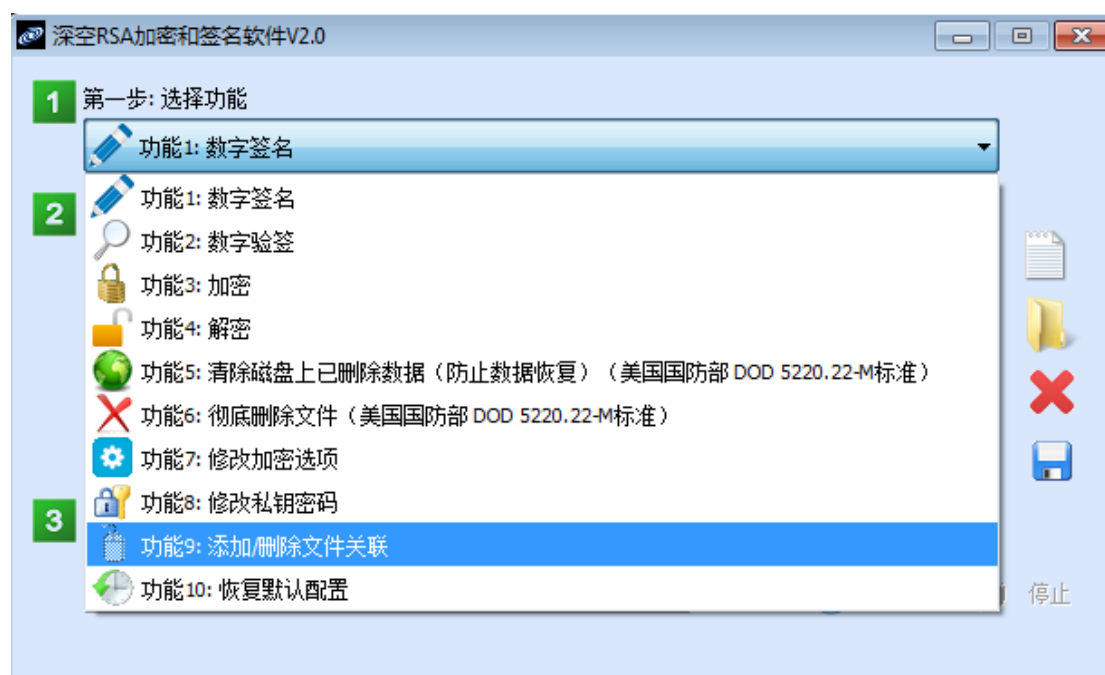 深空RSA加密和签名软件V2.0
1
第一步: 选择功能
功能1: 数字签名
2
功能1: 数字签名
功能2: 数字验签
功能3: 加密
功能4: 解密
功能5: 清除磁盘上已删除数据（防止数据恢复）（美国国防部 DOD 5220.22-M标准）
功能6: 彻底删除文件（美国国防部 DOD 5220.22-M标准）
功能7: 修改加密选项
功能8: 修改私钥密码
3
功能9: 添加/删除文件关联
功能10: 恢复默认配置
停止